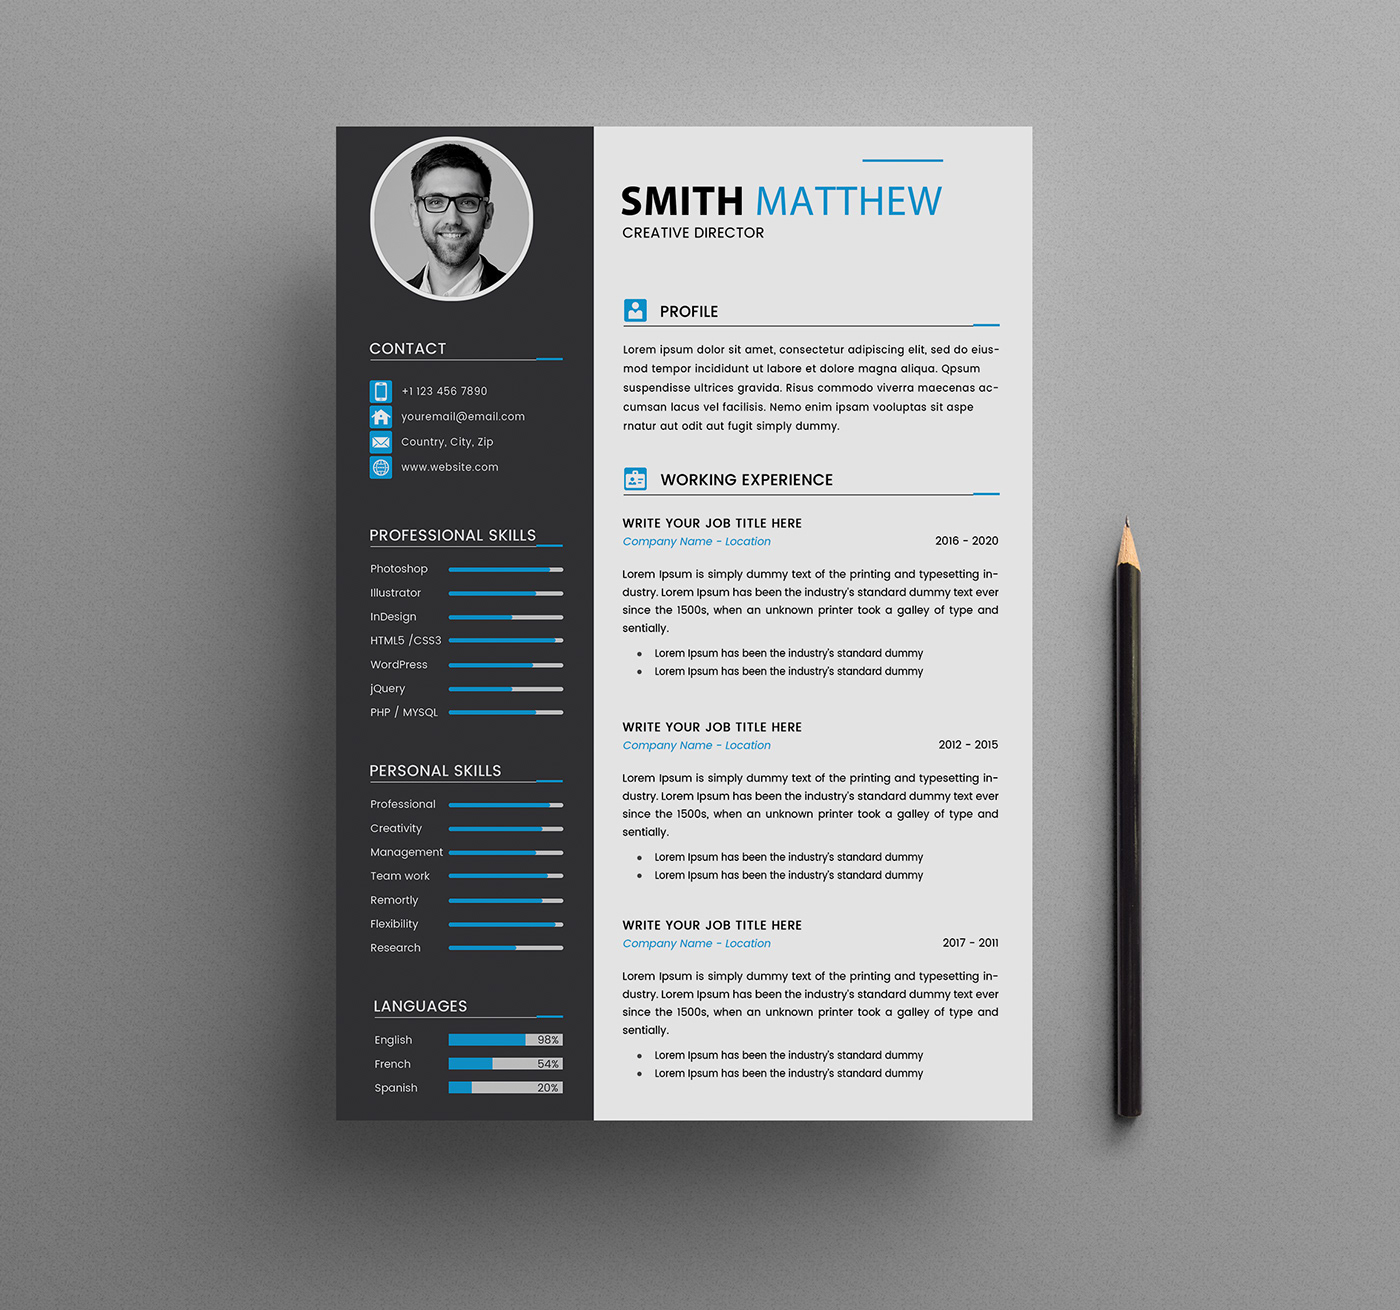 SMITH MATTHEW
CREATIVE DIRECTOR
CONTACT
+1 123 456 7890
youremail@email.com
Country, City, Zip
www.website.com
PROFESSIONAL SKILLS
Photoshop
Illustrator
InDesign
HTML5 /CSS3
WordPress
jQuery
PHP / MYSQL
PERSONAL SKILLS
Professional
Creativity
Management
Team work
Remortly
Flexibility
Research
LANGUAGES
English 98%
French 54%
Spanish 20%
PROFILE
Lorem ipsum dolor sit amet, consectetur adipiscing elit, sed do eius-
mod tempor incididunt ut labore et dolore magna aliqua. Qpsum
suspendisse ultrices gravida. Risus commodo viverra maecenas ac-
cumsan lacus vel facilisis. Nemo enim ipsam vooluptas sit aspe
rnatur aut odit aut fugit simply dummy.
WORKING EXPERIENCE
WRITE YOUR JOB TITLE HERE
Company Name - Location 2016 - 2020
Lorem Ipsum is simply dummy text of the printing and typesetting in-
dustry. Lorem Ipsum has been the industry's standard dummy text ever
since the 1500s, when an unknown printer took a galley of type and
sentially.
• Lorem Ipsum has been the industry's standard dummy
• Lorem Ipsum has been the industry's standard dummy
WRITE YOUR JOB TITLE HERE
Company Name - Location 2012 - 2015
Lorem Ipsum is simply dummy text of the printing and typesetting in-
dustry. Lorem Ipsum has been the industry's standard dummy text ever
since the 1500s, when an unknown printer took a galley of type and
sentially.
• Lorem Ipsum has been the industry's standard dummy
• Lorem Ipsum has been the industry's standard dummy
WRITE YOUR JOB TITLE HERE
Company Name - Location 2017 - 2011
Lorem Ipsum is simply dummy text of the printing and typesetting in-
dustry. Lorem Ipsum has been the industry's standard dummy text ever
since the 1500s, when an unknown printer took a galley of type and
sentially.
• Lorem Ipsum has been the industry's standard dummy
• Lorem Ipsum has been the industry's standard dummy